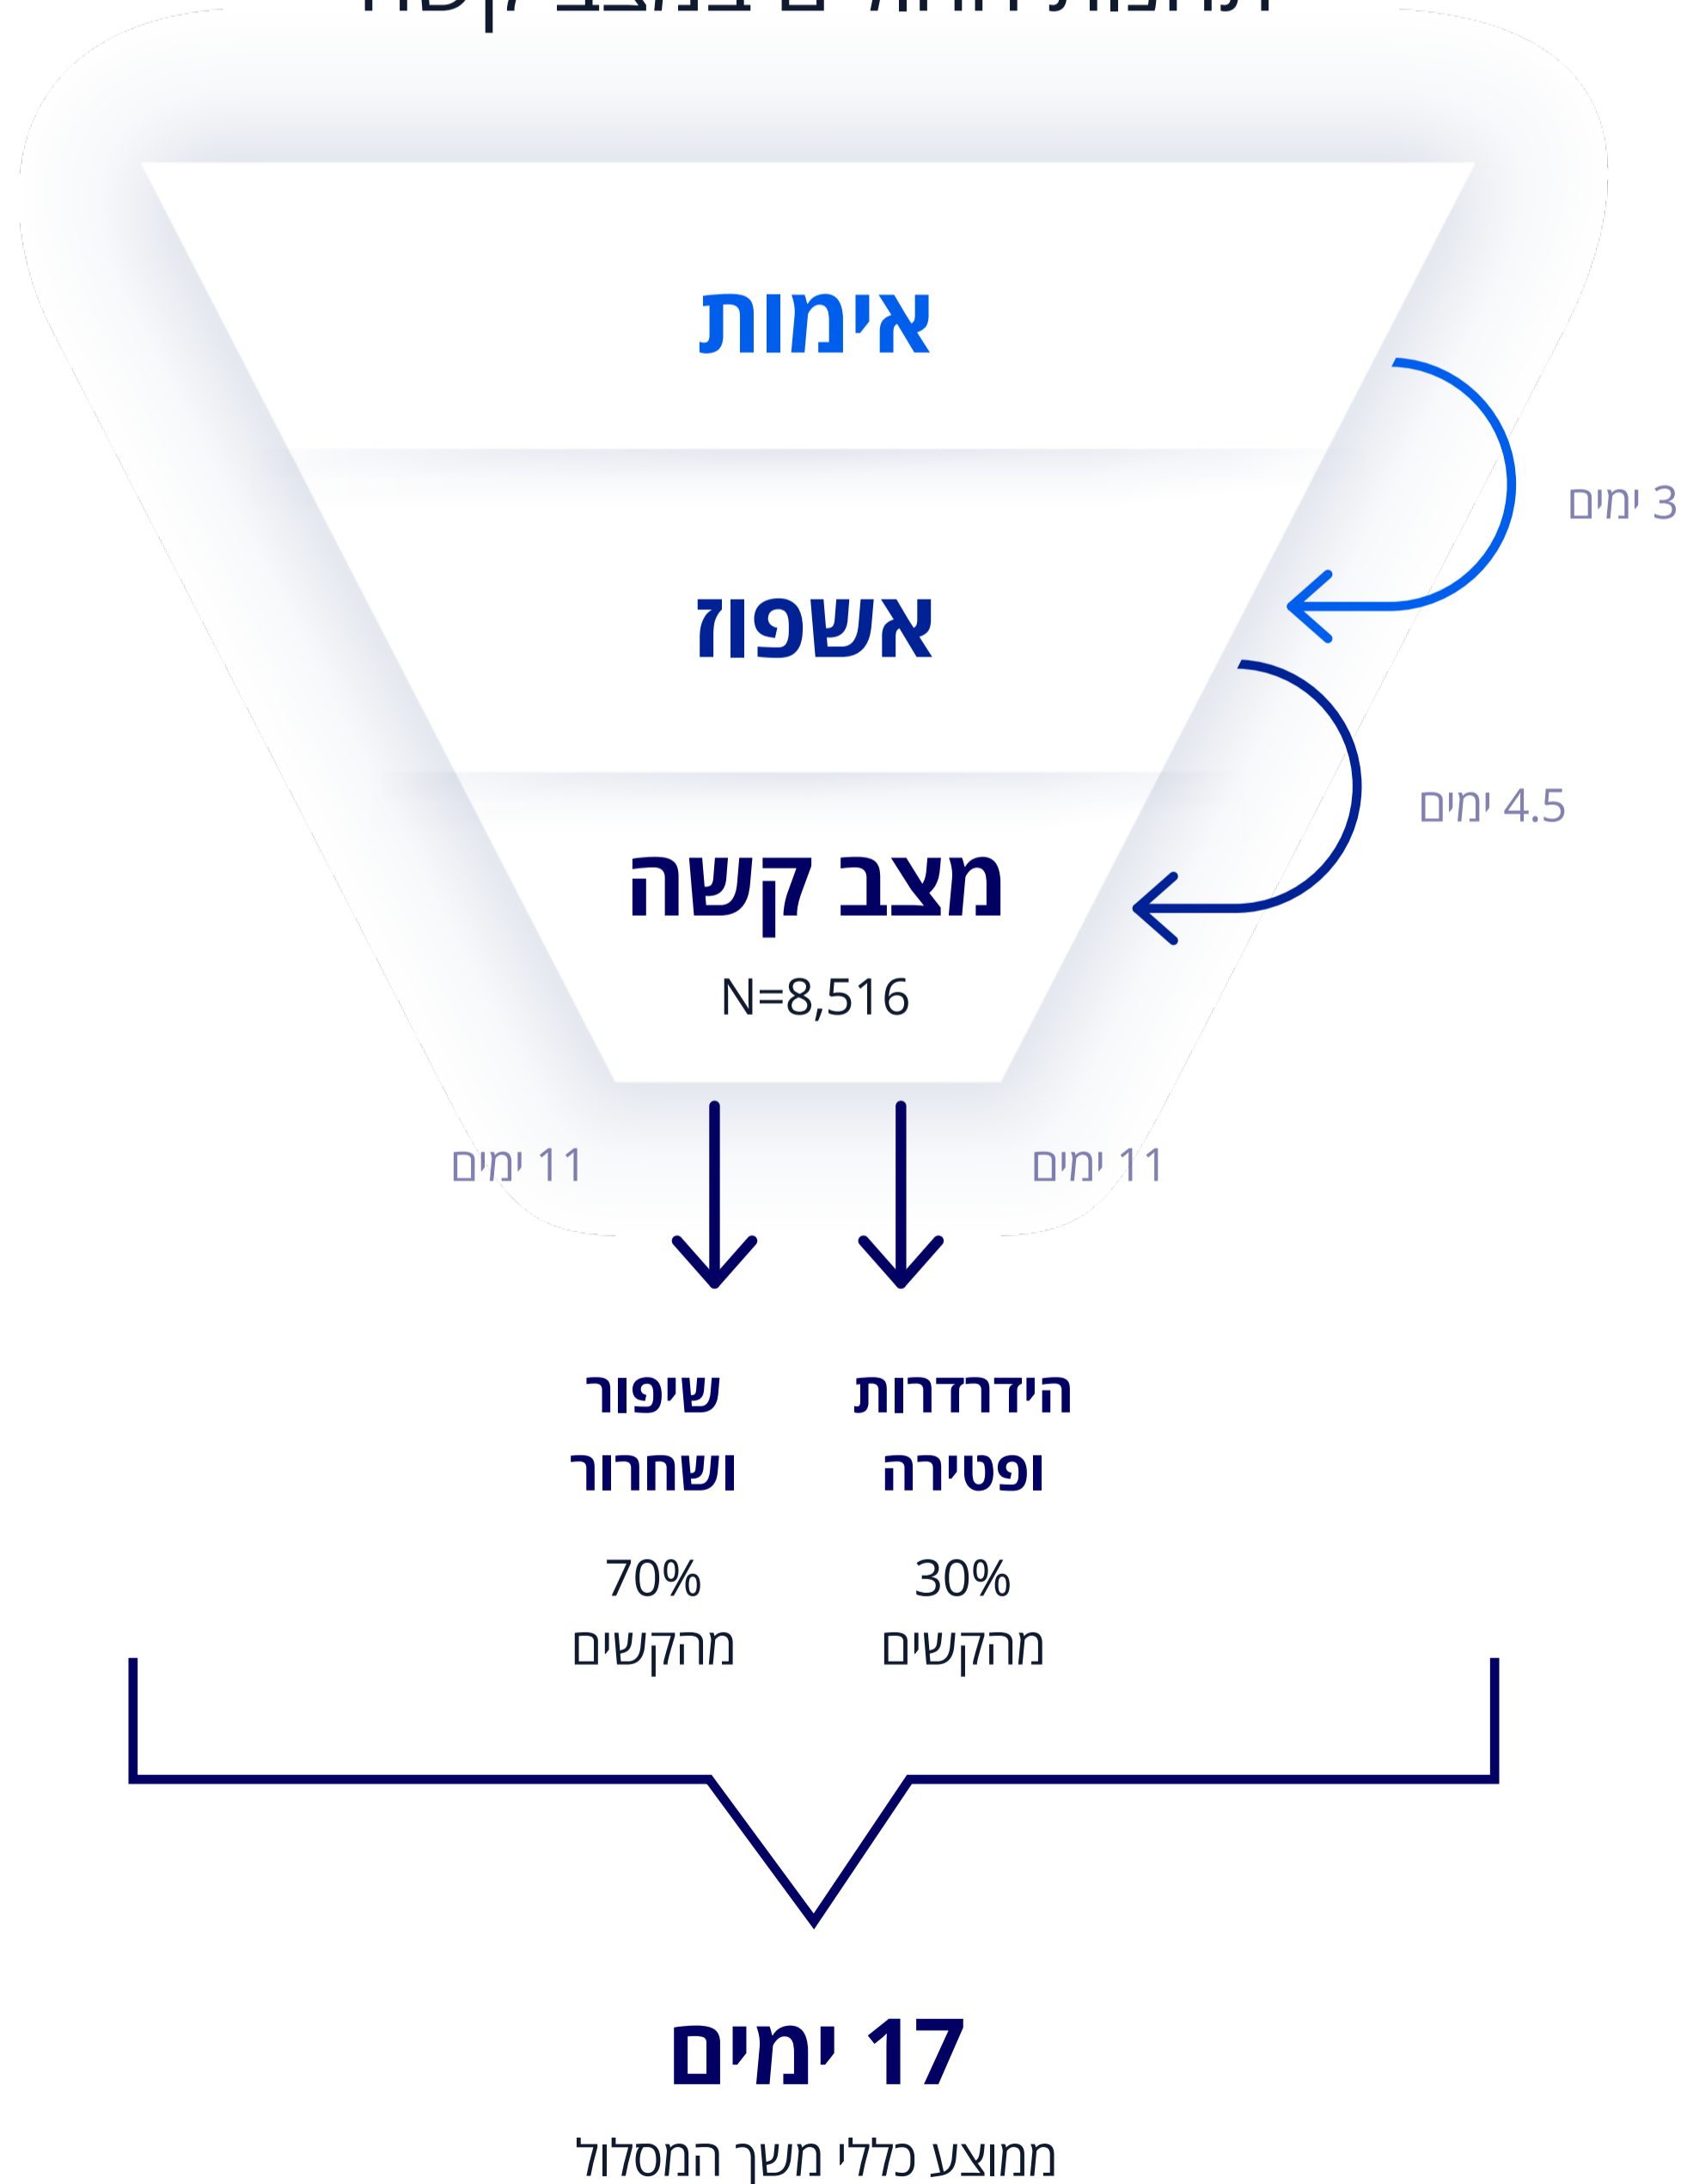 אימות
3 ימים
אשפוז
4.5 ימים
מצב קשה
N=8,516
11 ימים
11 ימים
הידרדרות
ופטירה
30%
מהקשים
שיפור
ושחרור
70%
מהקשים
17 ימים
ממוצע כללי משך המסלול